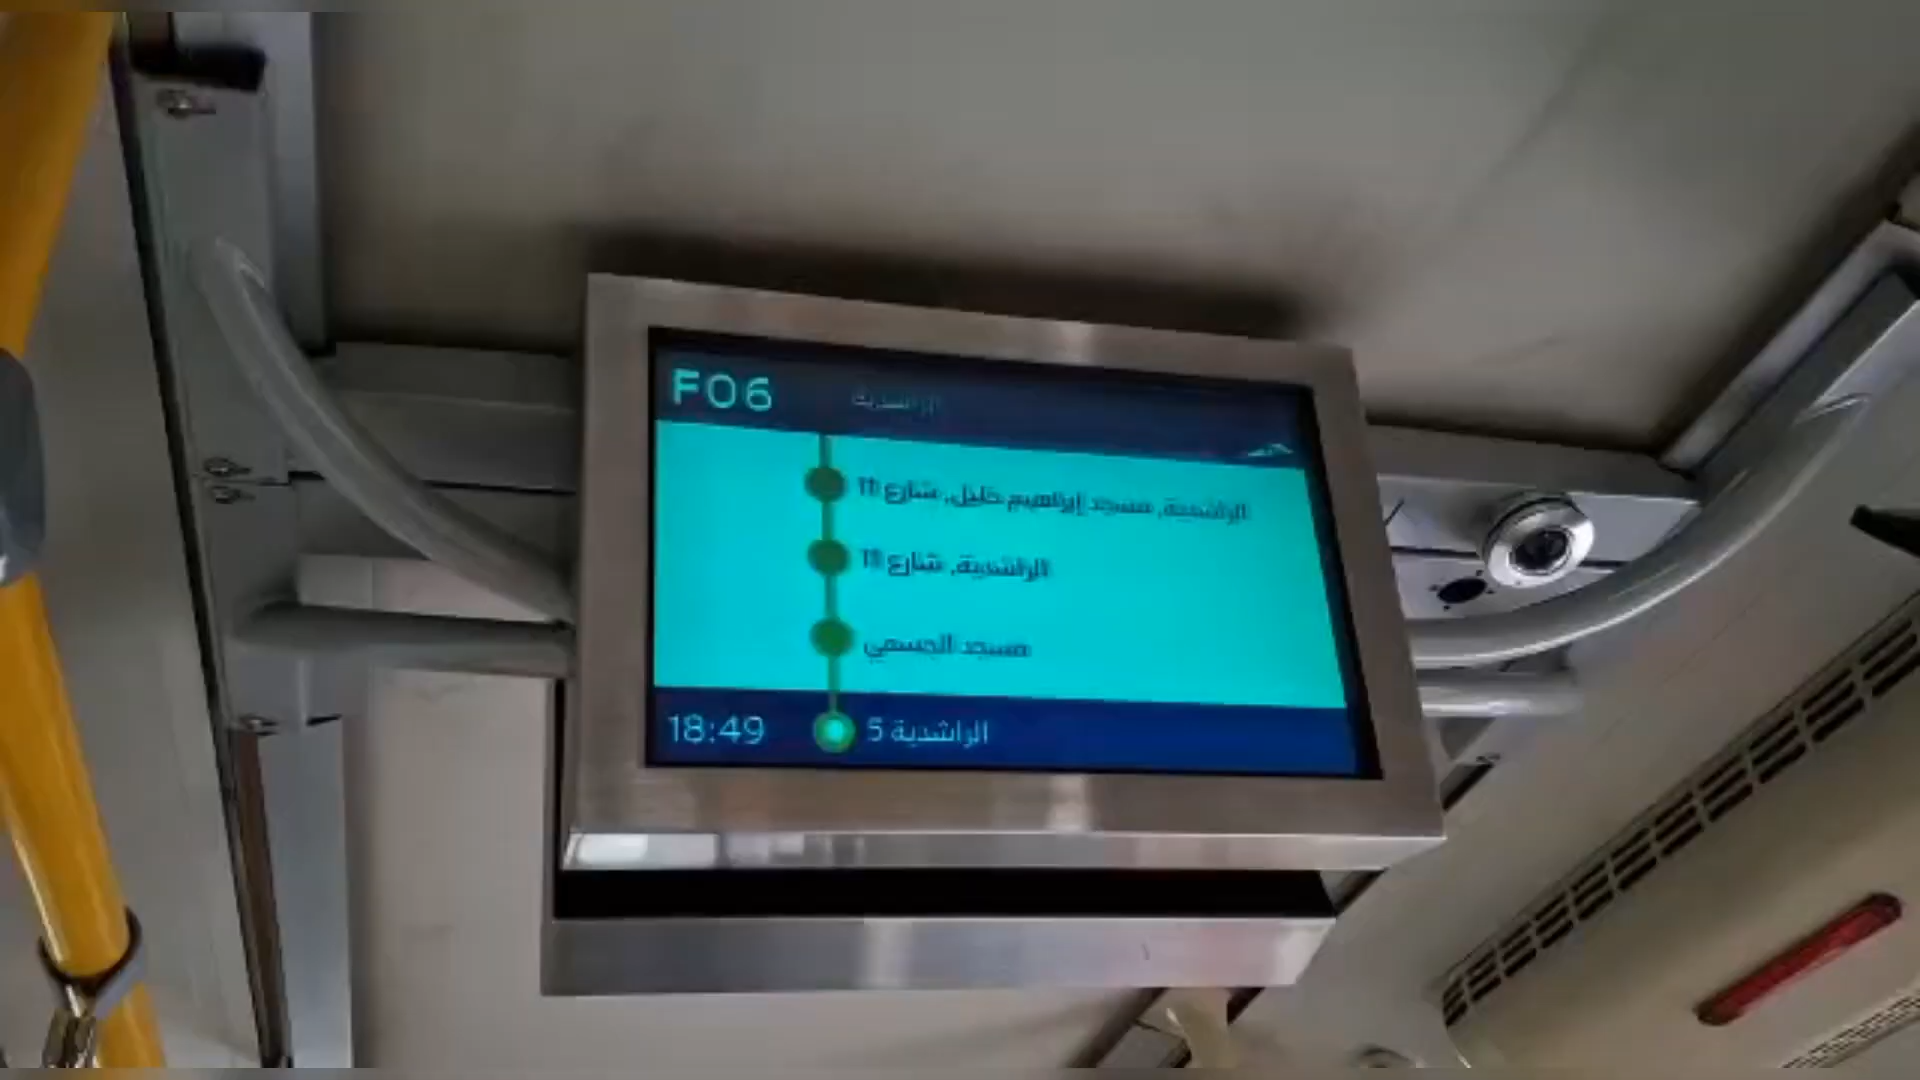 F06
الراشدية
الراشدية, مسجد إبراهيم خليل, شارع 11
الراشدية, شارع 11
مسجد الجسمي
18:49
الراشدية 5